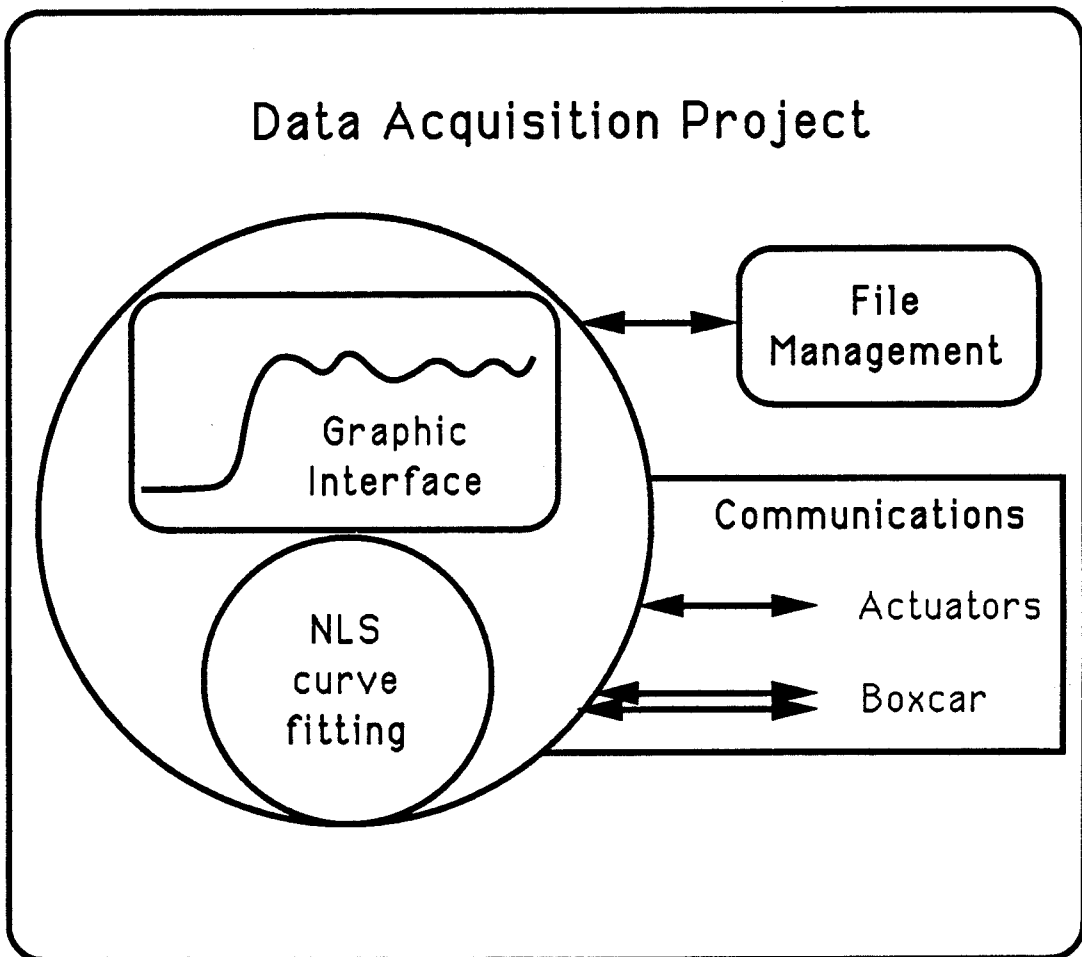 Data Acquisition Project
File
Management
Graphic
Interface
Communications
Actuators
NLS
curve
fitting
Boxcar